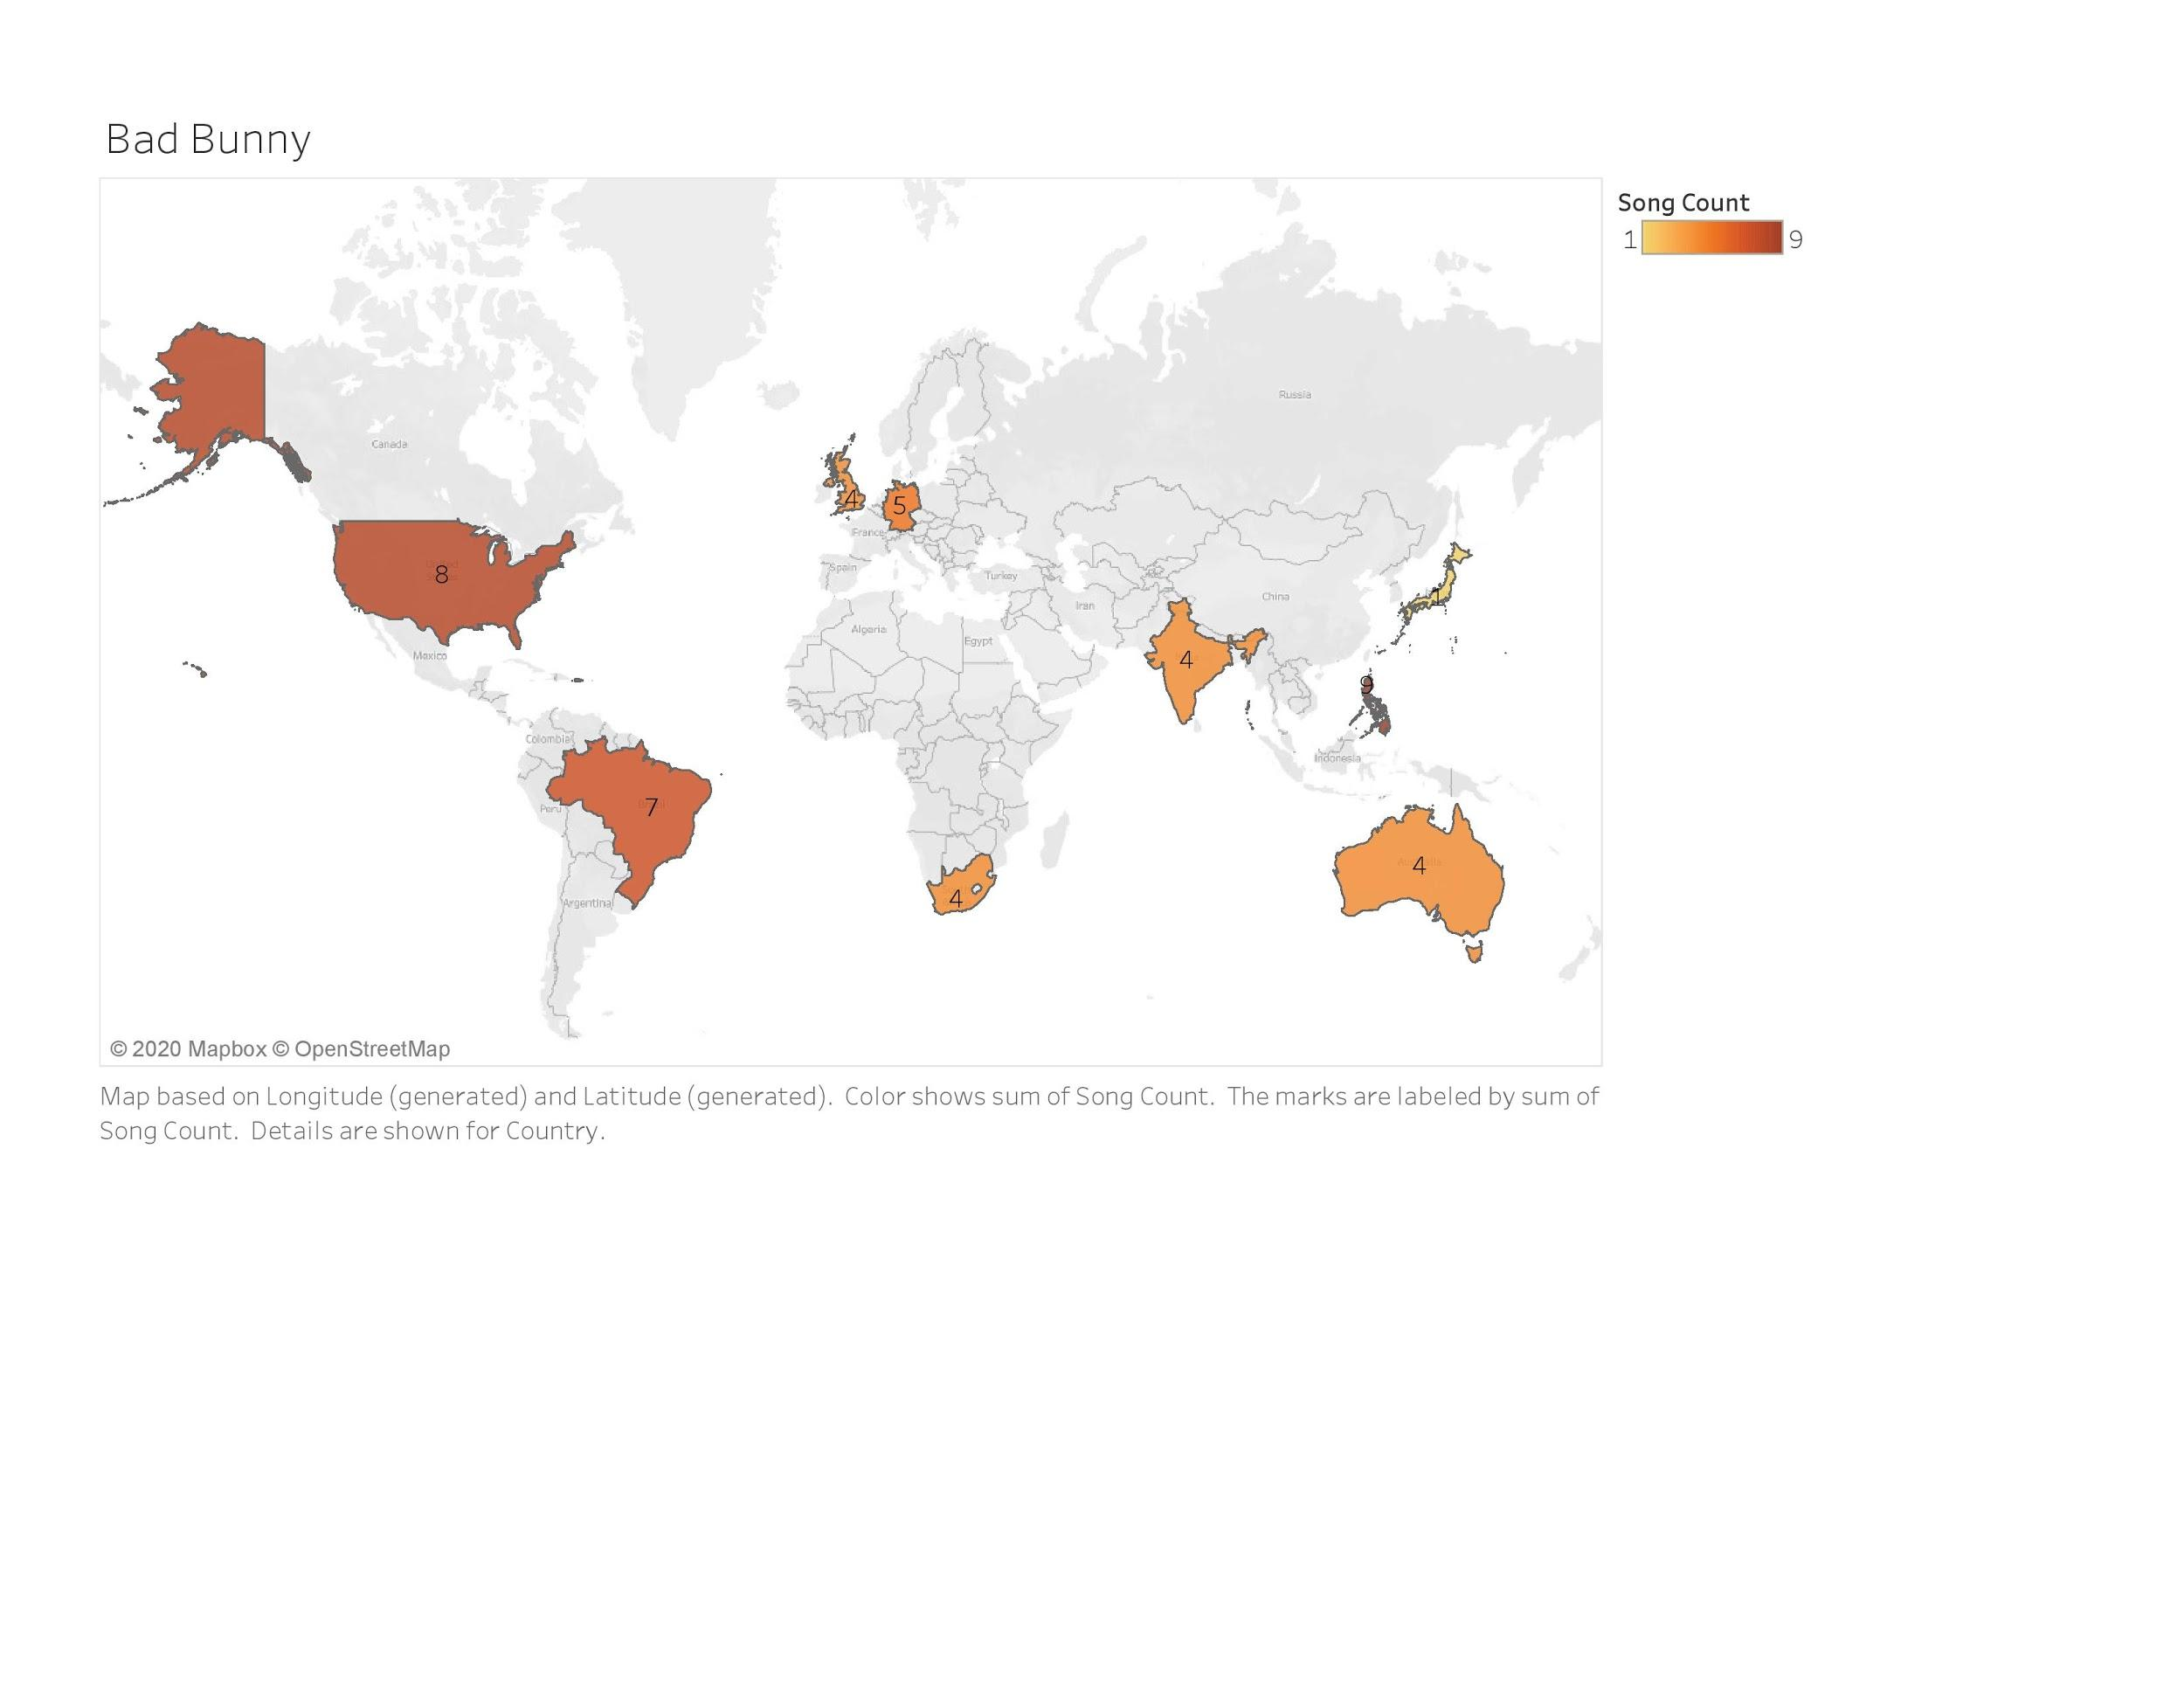 Bad Bunny
Song Count
1
9
Russia
Canada
4
5
France
8
Spain
Turkey
China
1
Iran
Algeria
Egypt
Mexico
4
9
Colombia
Indonesia
7
Peru
4
4
Argentina
© 2020 Mapbox © OpenStreetMap
Map based on Longitude (generated) and Latitude (generated).  Color shows sum of Song Count.  The marks are labeled by sum of
Song Count.  Details are shown for Country.